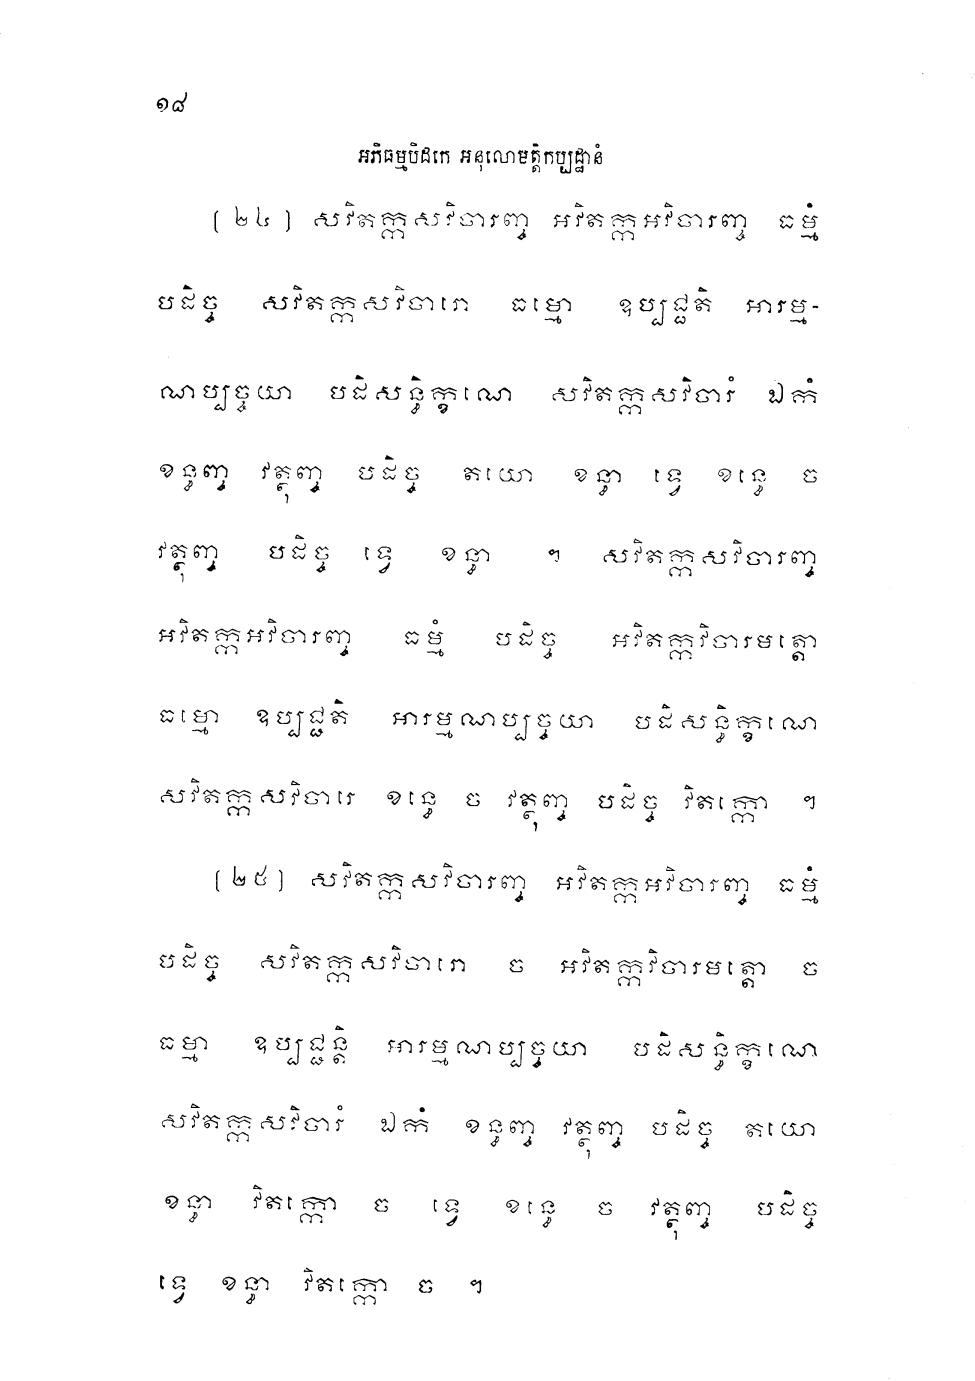 ១៨
អភិធម្មបិដកេ អនុលោមត្តិកប្បដ្ឋានំ
(២៤) សវិតក្កសវិចារញ្ច អវិតក្កអវិចារញ្ច ធម្មំ
បដិច្ច សវិតក្កសវិចារោ ធម្មោ ឧប្បជ្ជតិ អារម្ម-
ណប្បច្ចយា បដិសន្ធិក្ខណេ សវិតក្កសវិចារំ ឯកំ
ខន្ធញ្ច វត្ថុញ្ច បដិច្ច តយោ ខន្ធា ទ្វេ ខន្ធេ ច
វត្ថុញ្ច បដិច្ច ទ្វេ ខន្ធា ។ សវិតក្កសវិចារញ្ច
អវិតក្កអវិចារញ្ច ធម្មំ បដិច្ច អវិតក្កវិចារមត្តោ
ធម្មោ ឧប្បជ្ជតិ អារម្មណប្បច្ចយា បដិសន្ធិក្ខណេ
សវិតក្កសវិចារេ ខន្ធេ ច វត្ថុញ្ច បដិច្ច វិតក្កោ ។
(២៥) សវិតក្កសវិចារញ្ច អវិតក្កអវិចារញ្ច ធម្មំ
បដិច្ច សវិតក្កសវិចារោ ច អវិតក្កវិចារមត្តោ ច
ធម្មា ឧប្បជ្ជន្តិ អារម្មណប្បច្ចយា បដិសន្ធិក្ខណេ
សវិតក្កសវិចារំ ឯកំ ខន្ធញ្ច វត្ថុញ្ច បដិច្ច តយោ
ខន្ធា វិតក្កោ ច ទ្វេ ខន្ធេ ច វត្ថុញ្ច បដិច្ច
ទ្វេ ខន្ធា វិតក្កោ ច ។